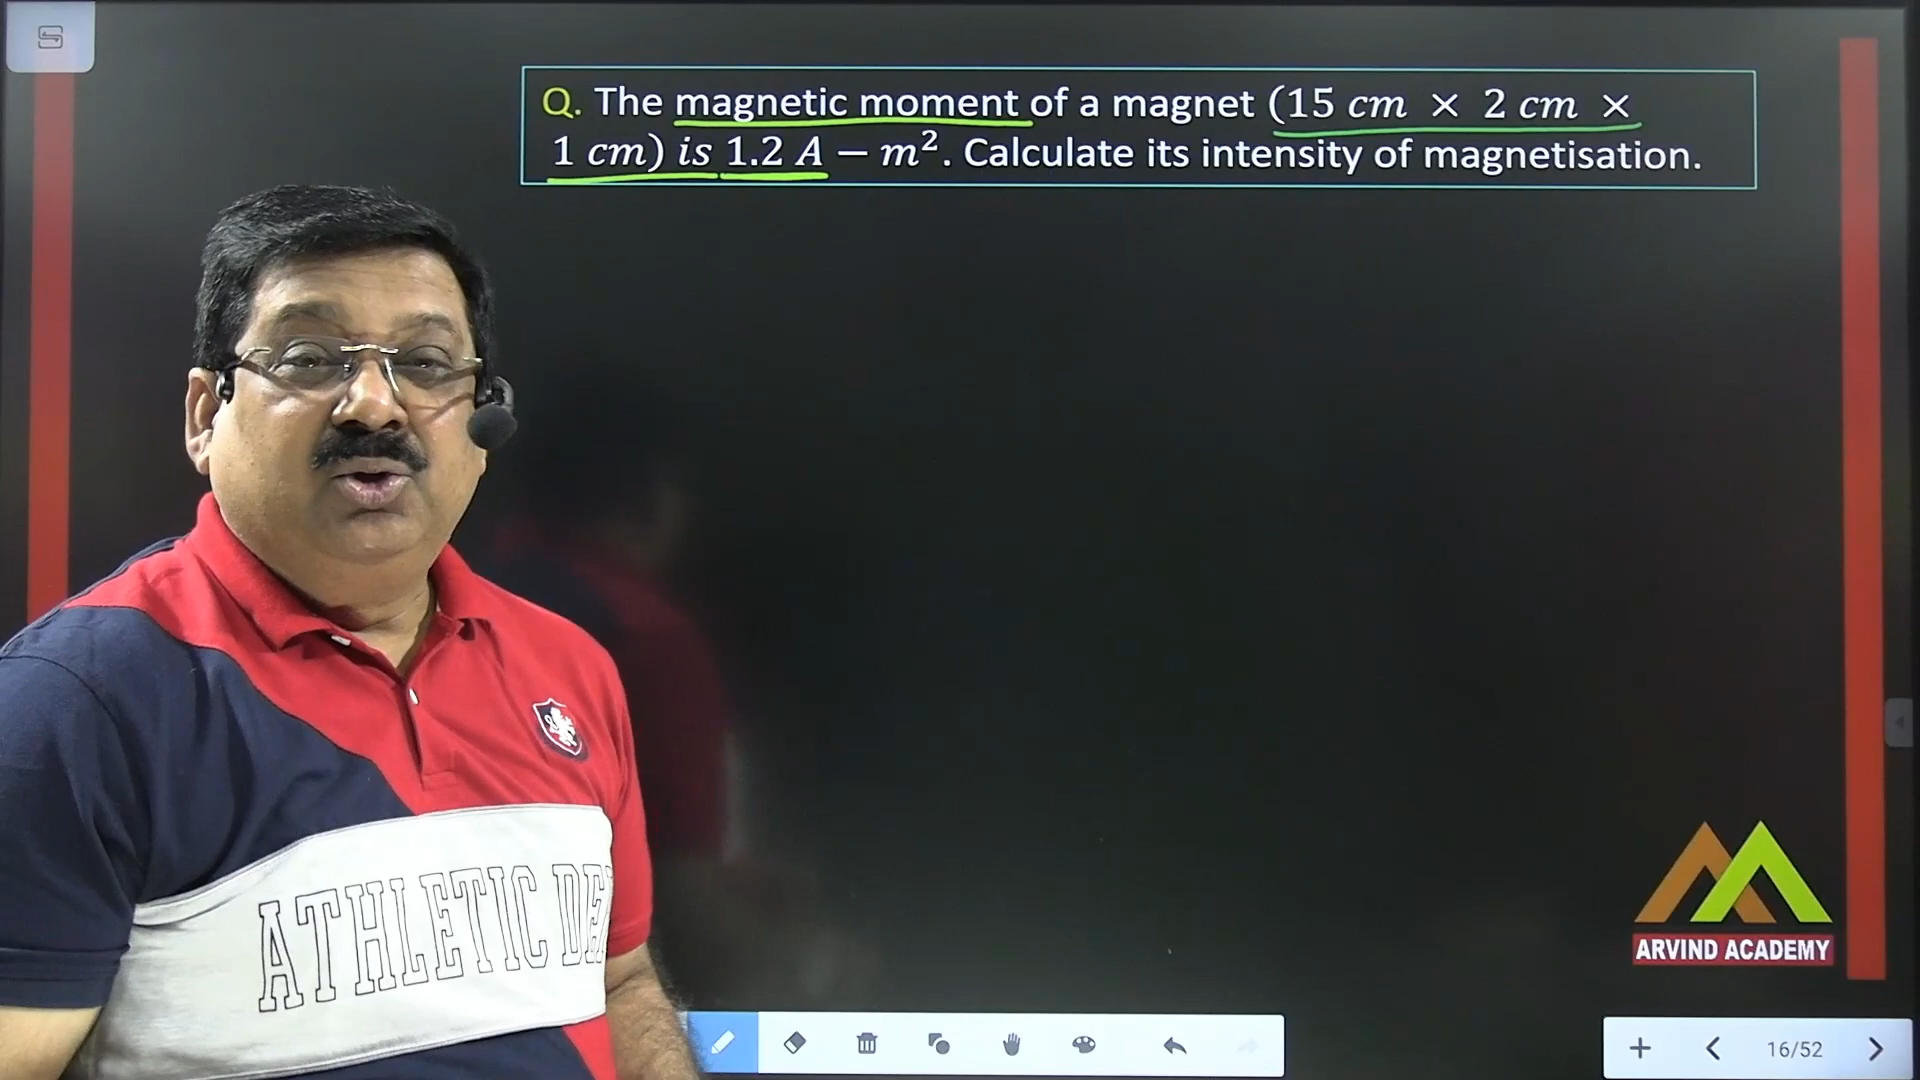 Q. The magnetic moment of a magnet (15 cm × 2 cm ×
1 cm) is 1.2 A – m². Calculate its intensity of magnetisation.
ATHLETIC DE
ARVIND ACADEMY
16/52